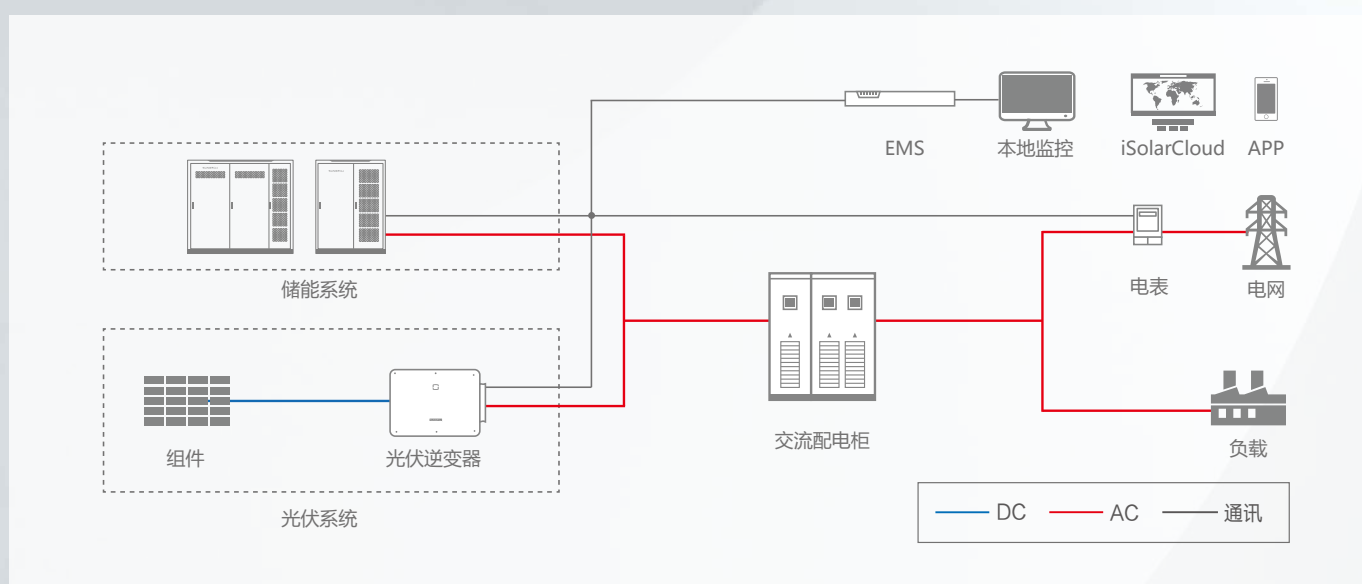 EMS
本地监控
iSolarCloud
APP
储能系统
电表
电网
组件
光伏逆变器
交流配电柜
负载
光伏系统
DC
AC
通讯